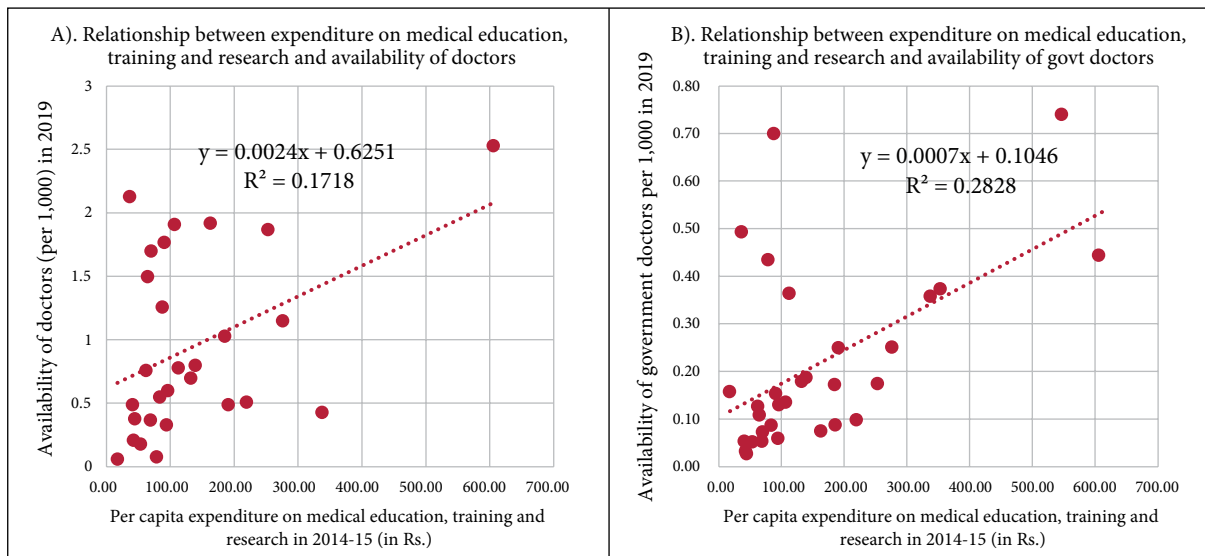 A). Relationship between expenditure on medical education,
training and research and availability of doctors
Availability of doctors (per 1,000) in 2019
3
2.5
2
1.5
1
0.5
0
y = 0.0024x + 0.6251
R² = 0.1718
0.00 100.00 200.00 300.00 400.00 500.00 600.00 700.00
Per capita expenditure on medical education, training and
research in 2014-15 (in Rs.)
B). Relationship between expenditure on medical education,
training and research and availability of govt doctors
Availability of government doctors per 1,000 in 2019
0.80
0.70
0.60
0.50
0.40
0.30
0.20
0.10
0.00
y = 0.0007x + 0.1046
R² = 0.2828
0.00 100.00 200.00 300.00 400.00 500.00 600.00 700.00
Per capita expenditure on medical education, training and
research in 2014-15 (in Rs.)